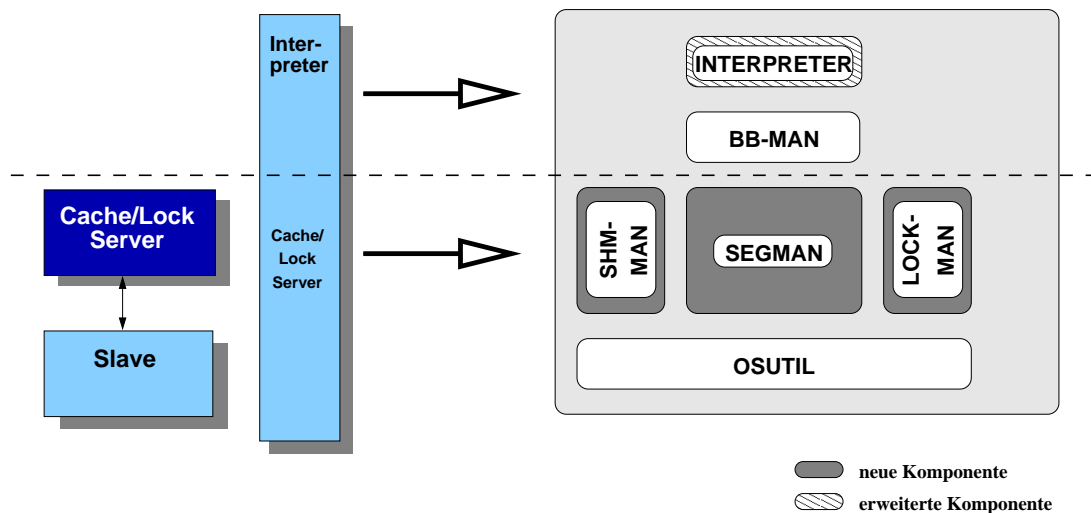 Inter-
preter
INTERPRETER
BB-MAN
Cache/Lock
Server
Cache/
Lock
Server
SHM-
MAN
SEGMAN
LOCK-
MAN
Slave
OSUTIL
neue Komponente
erweiterte Komponente